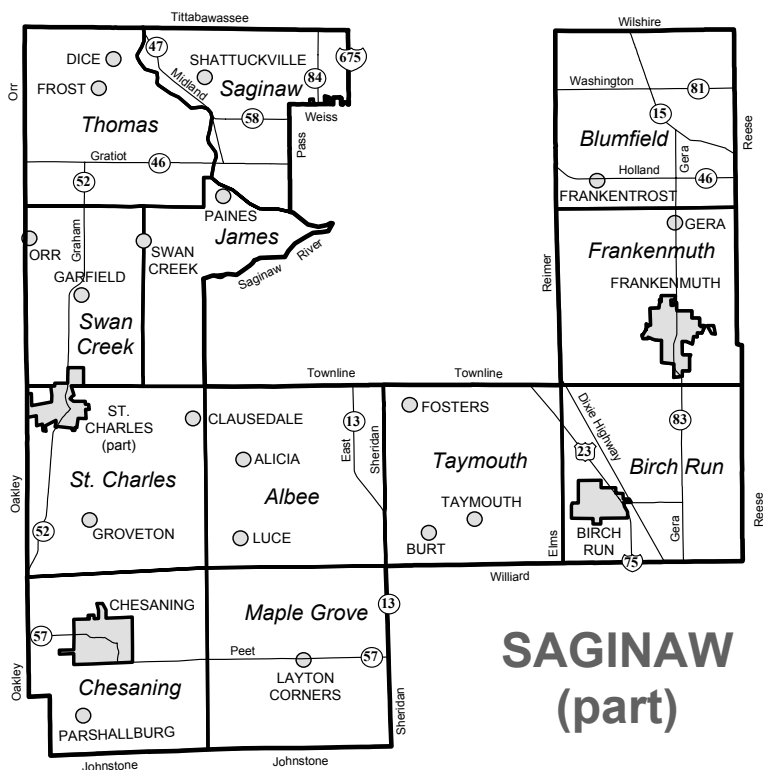 Tittabawassee
Wilshire
47
675
DICE
SHATTUCKVILLE
84
Orr
FROST
Midland
Saginaw
Washington
81
Thomas
58
Weiss
15
Blumfield
Reese
Gratiot
46
Pass
Gera
Holland
46
52
FRANKENTROST
PAINES
James
GERA
ORR
Graham
SWAN
CREEK
Saginaw
River
Frankenmuth
GARFIELD
Reimer
FRANKENMUTH
Swan
Creek
Townline
Townline
ST.
CHARLES
(part)
CLAUSEDALE
13
East
Sheridan
FOSTERS
Dixie Highway
83
23
ALICIA
Taymouth
Birch Run
St. Charles
Albee
Oakley
52
GROVETON
LUCE
TAYMOUTH
BURT
Elms
BIRCH
RUN
Gera
Reese
75
Williard
CHESANING
Maple Grove
13
57
Peet
57
SAGINAW
(part)
Oakley
Chesaning
LAYTON
CORNERS
Sheridan
PARSHALLBURG
Johnstone
Johnstone